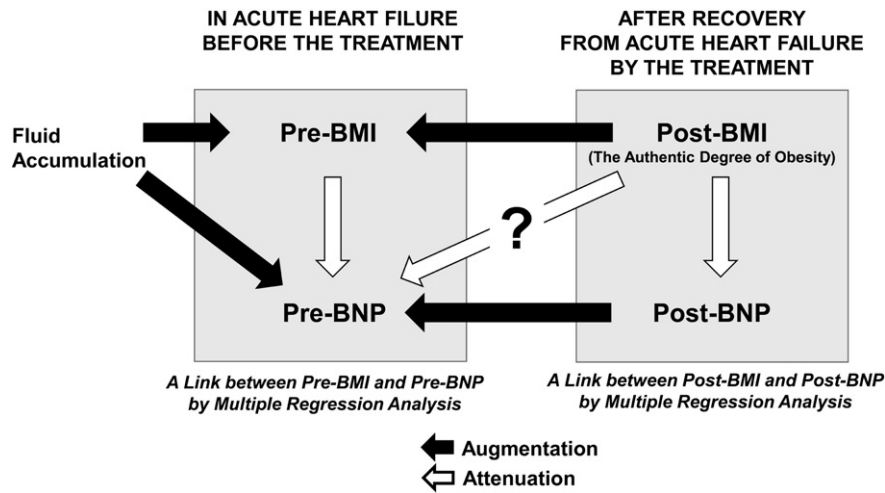 IN ACUTE HEART FILURE
BEFORE THE TREATMENT
AFTER RECOVERY
FROM ACUTE HEART FAILURE
BY THE TREATMENT
Fluid
Accumulation
Pre-BMI
Post-BMI
(The Authentic Degree of Obesity)
?
Pre-BNP
Post-BNP
A Link between Pre-BMI and Pre-BNP
by Multiple Regression Analysis
A Link between Post-BMI and Post-BNP
by Multiple Regression Analysis
Augmentation
Attenuation